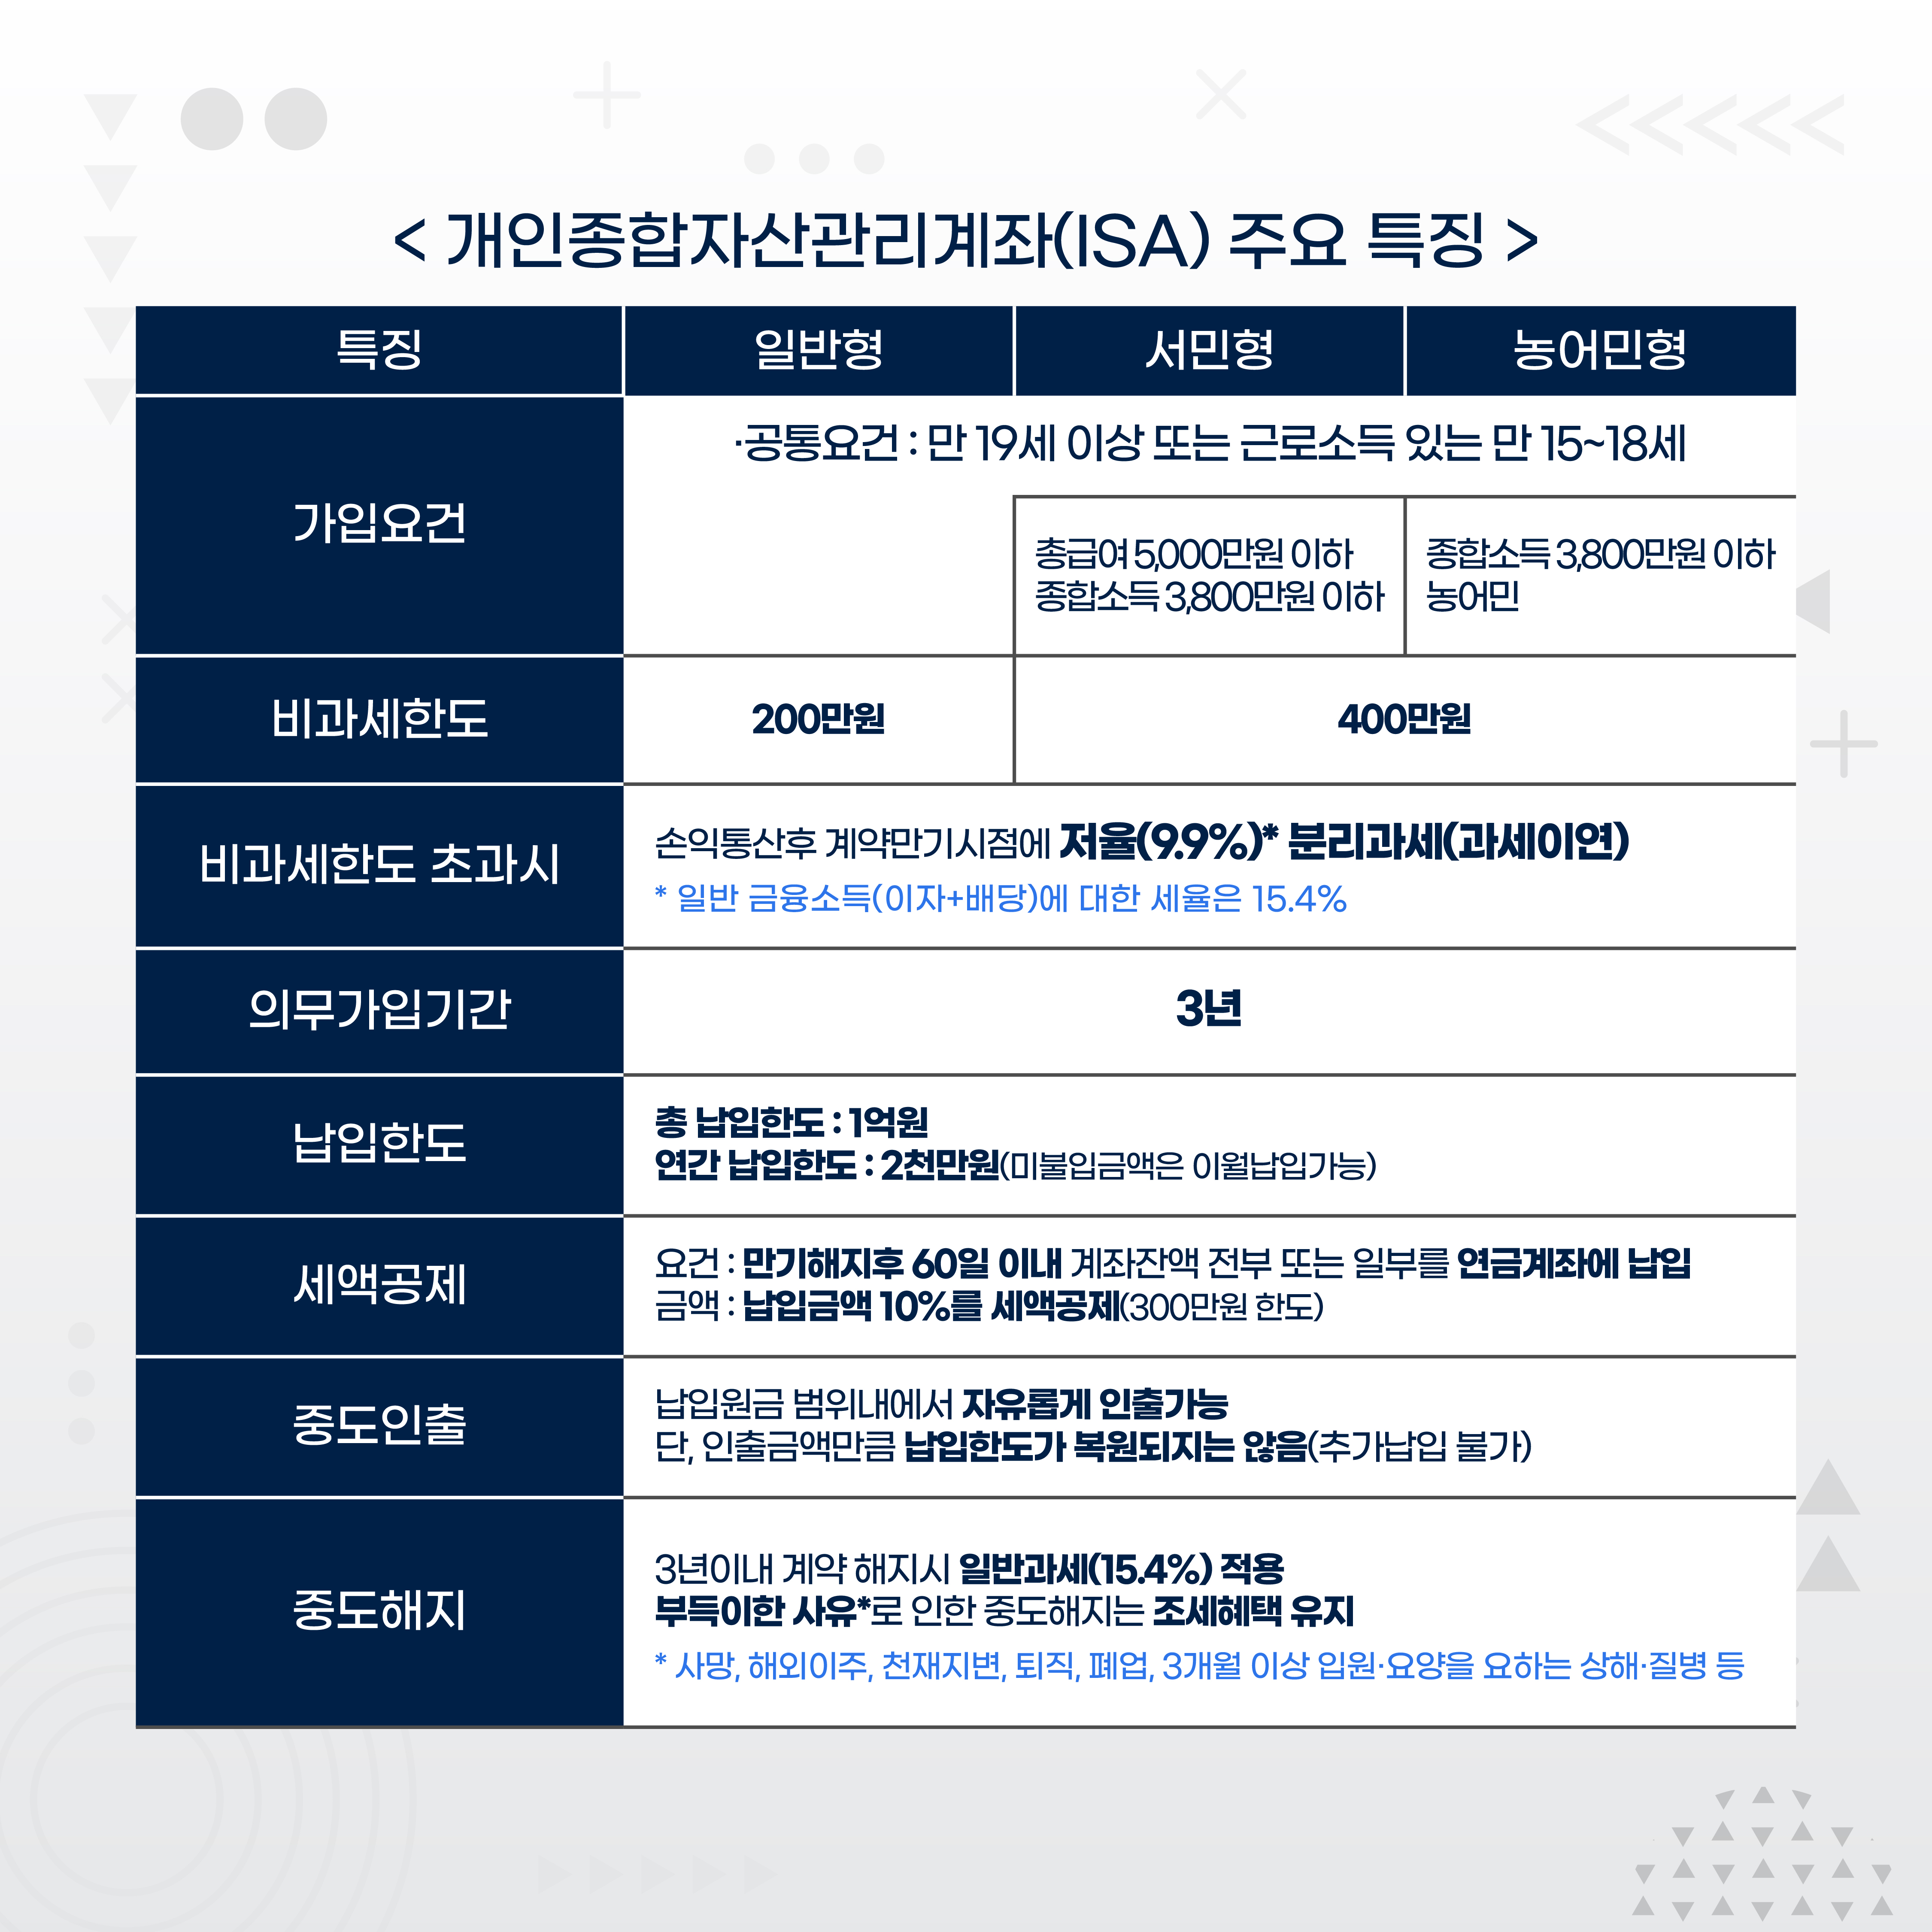 < 개인종합자산관리계좌(ISA) 주요 특징 >
특징 일반형 서민형 농어민형
가입요건
·공통요건 : 만 19세 이상 또는 근로소득 있는 만 15~18세
총급여 5,000만원 이하
종합소득 3,800만원 이하
종합소득 3,800만원 이하
농어민
비과세한도
200만원
400만원
비과세한도 초과시
손익통산후 계약만기시점에 저율(9.9%)* 분리과세(과세이연)
* 일반 금융소득(이자+배당)에 대한 세율은 15.4%
의무가입기간
3년
납입한도
총 납입한도 : 1억원
연간 납입한도 : 2천만원(미불입금액은 이월납입가능)
세액공제
요건 : 만기해지후 60일 이내 계좌잔액 전부 또는 일부를 연금계좌에 납입
금액 : 납입금액 10%를 세액공제(300만원 한도)
중도인출
납입원금 범위내에서 자유롭게 인출가능
단, 인출금액만큼 납입한도가 복원되지는 않음(추가납입 불가)
중도해지
3년이내 계약 해지시 일반과세(15.4%) 적용
부득이한 사유*로 인한 중도해지는 조세혜택 유지
* 사망, 해외이주, 천재지변, 퇴직, 폐업, 3개월 이상 입원·요양을 요하는 상해·질병 등